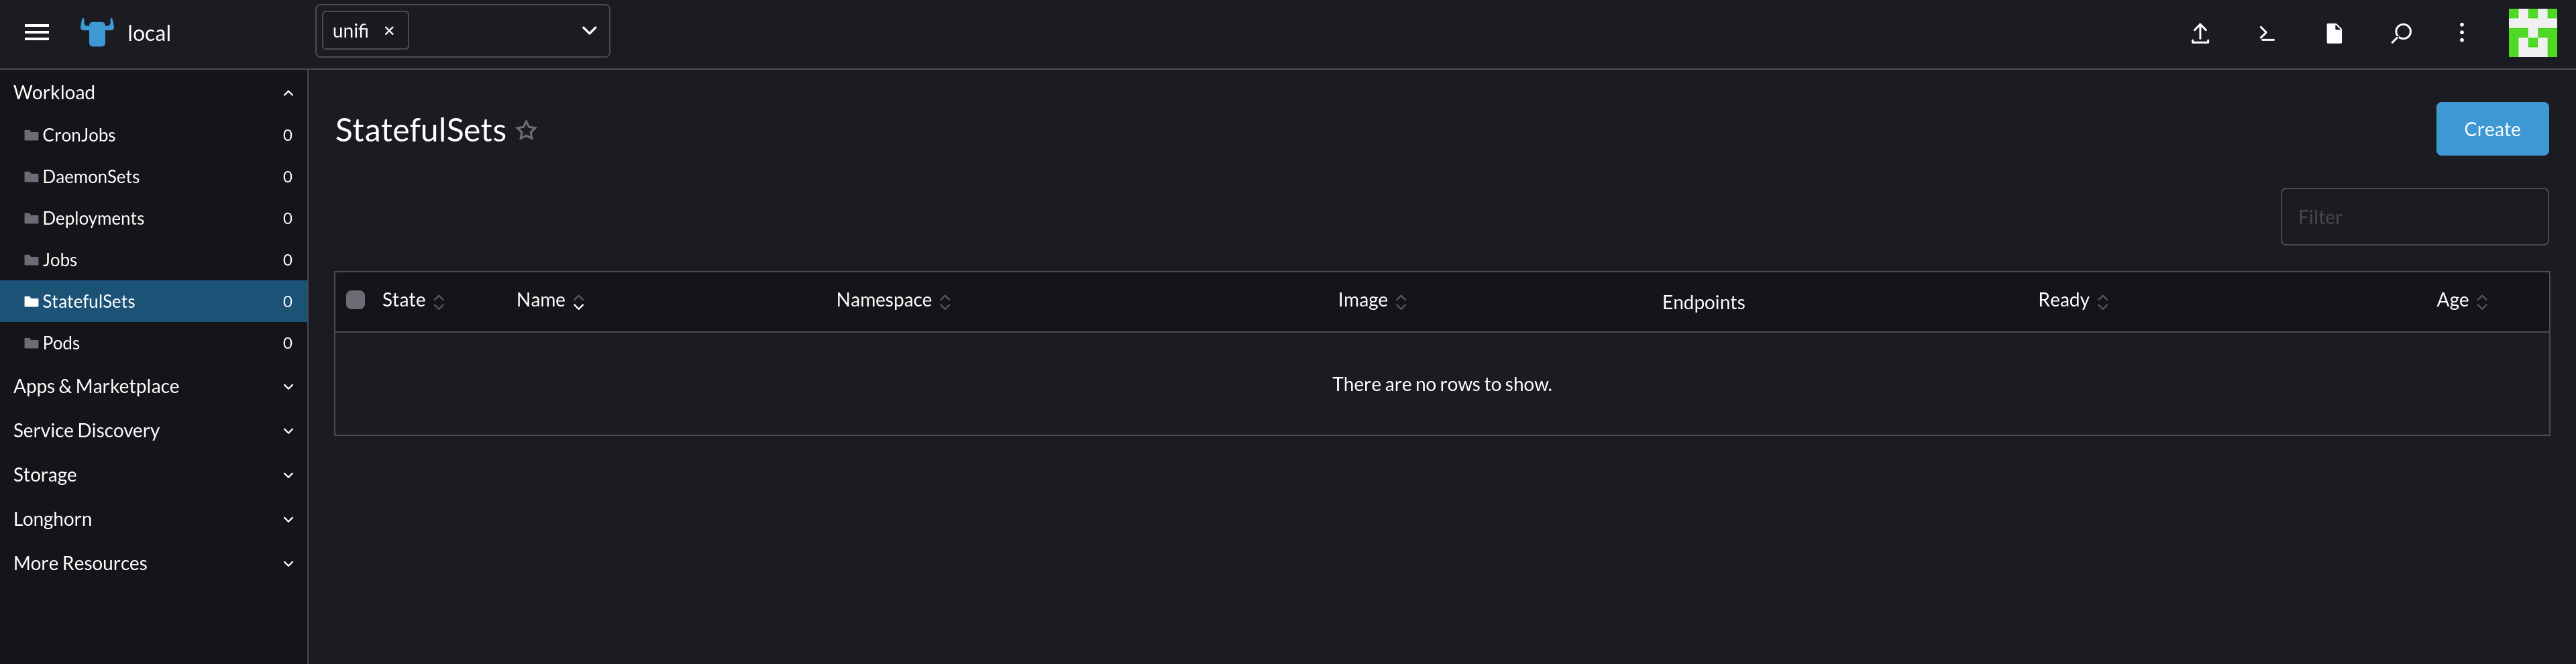 local
unifi
Workload
CronJobs 0
DaemonSets 0
Deployments 0
Jobs 0
StatefulSets 0
Pods 0
Apps & Marketplace
Service Discovery
Storage
Longhorn
More Resources
StatefulSets
Create
Filter
State Name Namespace Image Endpoints Ready Age
There are no rows to show.